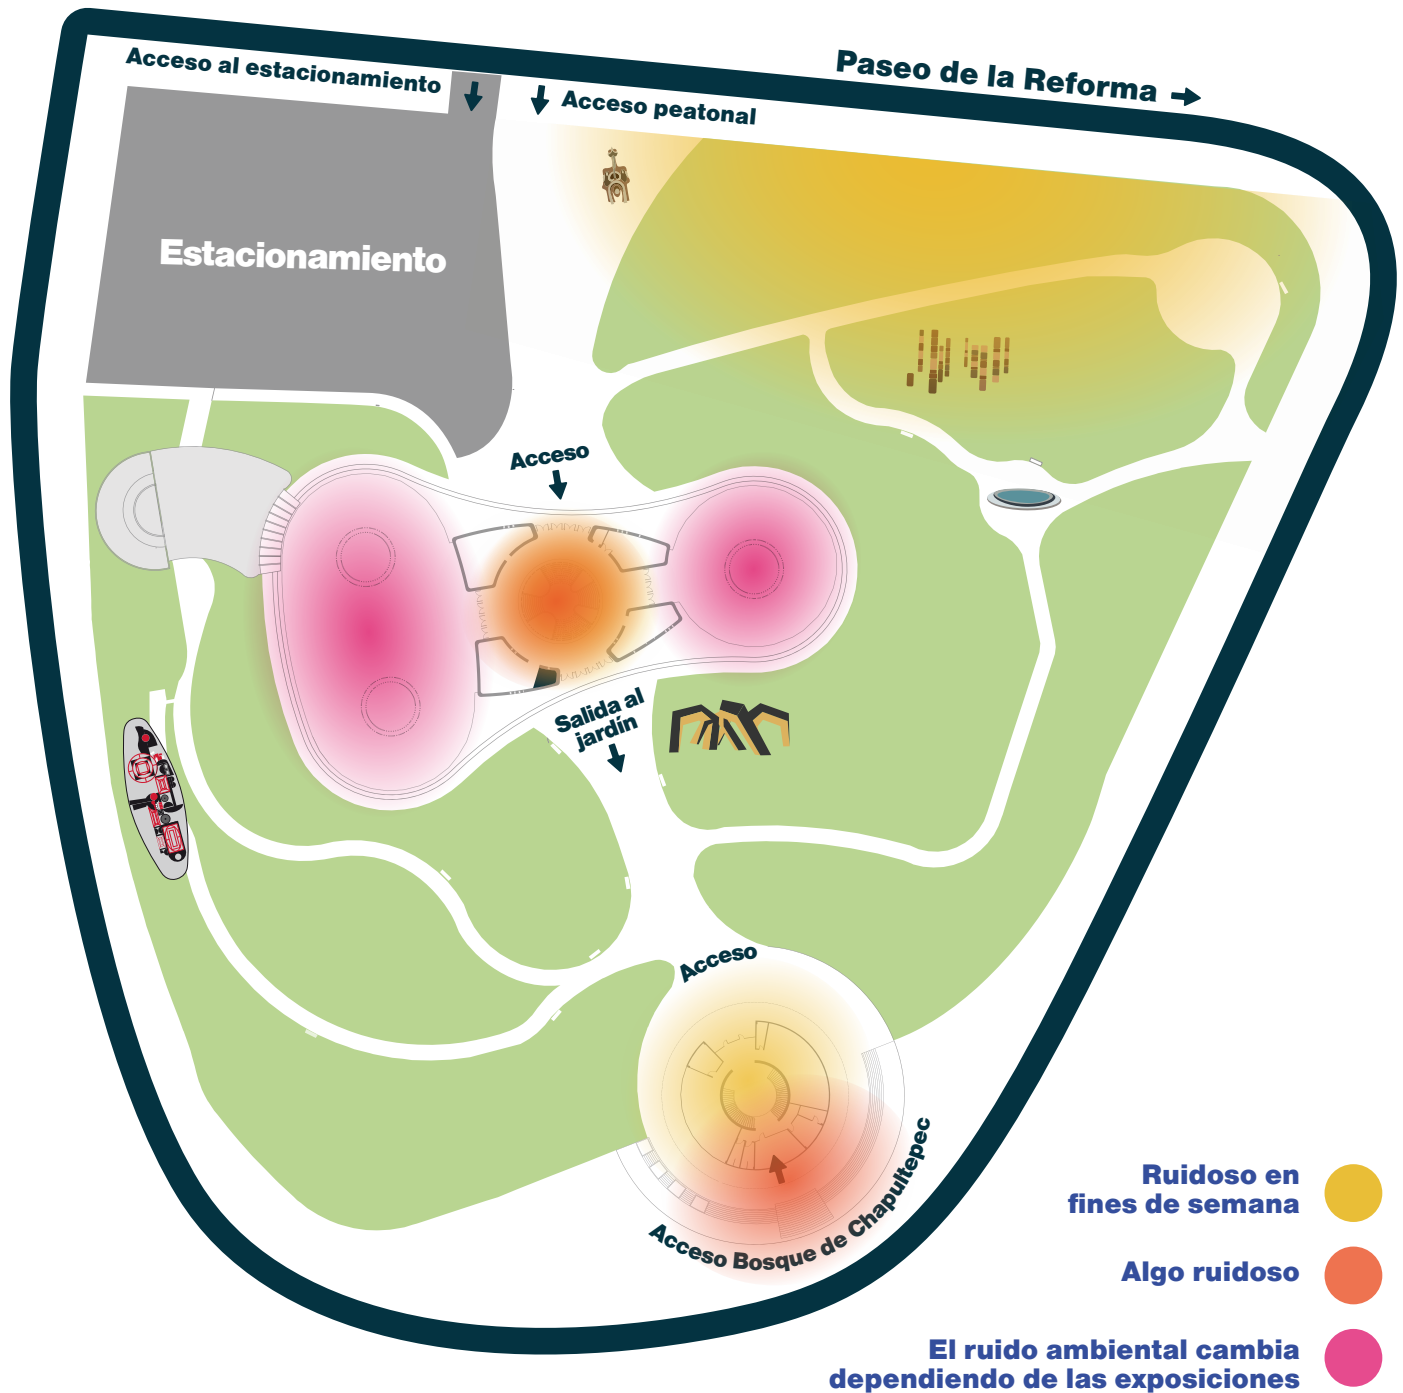 Paseo de la Reforma
Acceso al estacionamiento
Acceso peatonal
Estacionamiento
Acceso
Salida al
jardín
Acceso
Acceso Bosque de Chapultepec
Ruidoso en
fines de semana
Algo ruidoso
El ruido ambiental cambia
dependiendo de las exposiciones